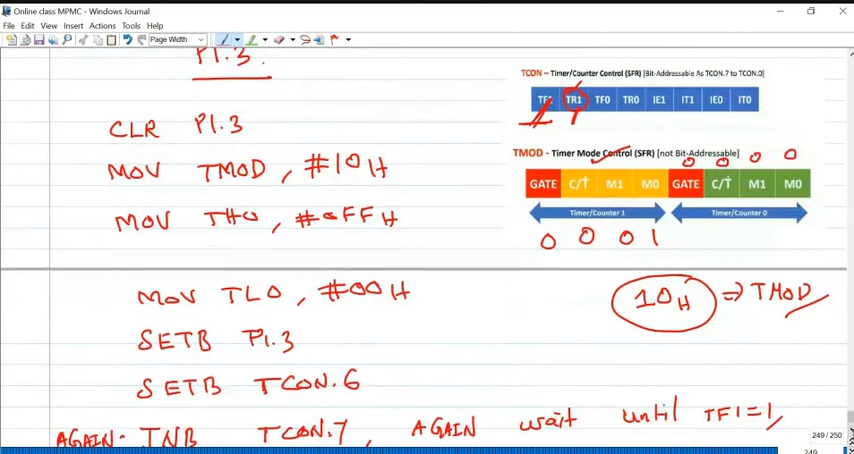 Online class MPMC - Windows Journal
File Edit View Insert Actions Tools Help
Page Width
P1.3.
CLR P1.3
MOV TMOD, #10H
MOV TH0, #0FFH
MOV TL0, #00H
SETB P1.3
SETB TCON.6
AGAIN: JNB TCON.7, AGAIN wait until TF1=1,
TCON – Timer/Counter Control (SFR) [Bit-Addressable As TCON.7 to TCON.0]
TF1 TR1 TF0 TR0 IE1 IT1 IE0 IT0
1 1
TMOD - Timer Mode Control (SFR) [not Bit-Addressable]
0 0 0 0
GATE C/T M1 M0 GATE C/T M1 M0
Timer/Counter 1 Timer/Counter 0
0 0 0 1
10H => TMOD
249 / 250
249